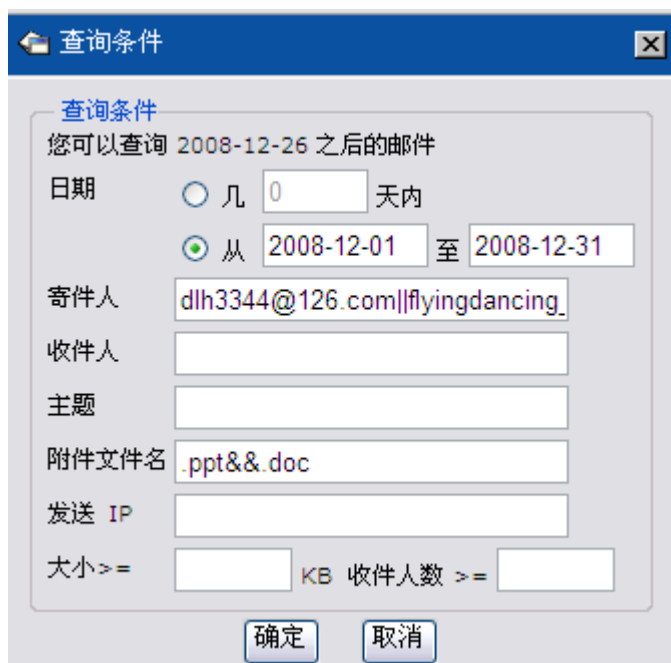 查询条件
查询条件
您可以查询 2008-12-26 之后的邮件
日期 几 0 天内
从 2008-12-01 至 2008-12-31
寄件人 dlh3344@126.com||flyingdancing_
收件人
主题
附件文件名 .ppt&&.doc
发送 IP
大小>= KB 收件人数 >=
确定 取消